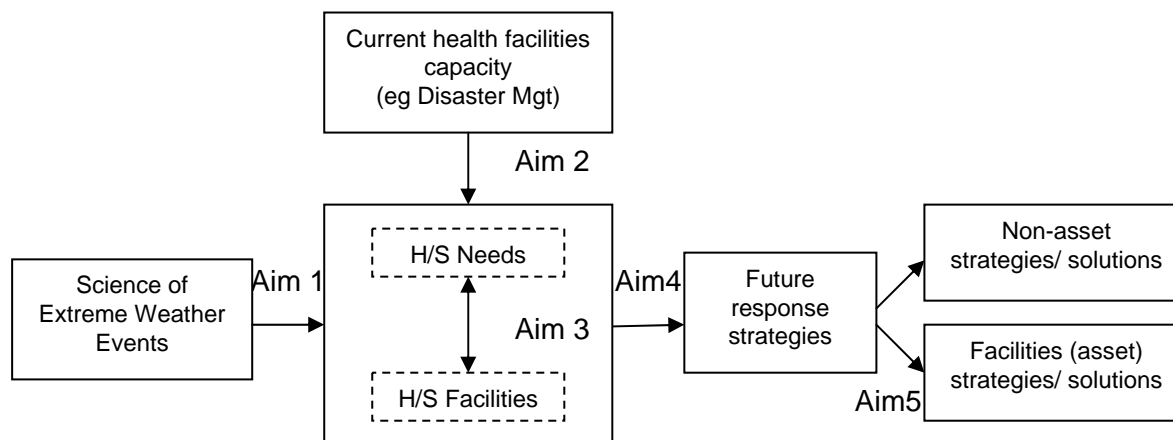 Current health facilities
capacity
(eg Disaster Mgt)
Aim 2
H/S Needs
Aim 3
H/S Facilities
Science of
Extreme Weather
Events
Aim 1
Aim4
Future
response
strategies
Non-asset
strategies/ solutions
Facilities (asset)
strategies/ solutions
Aim5